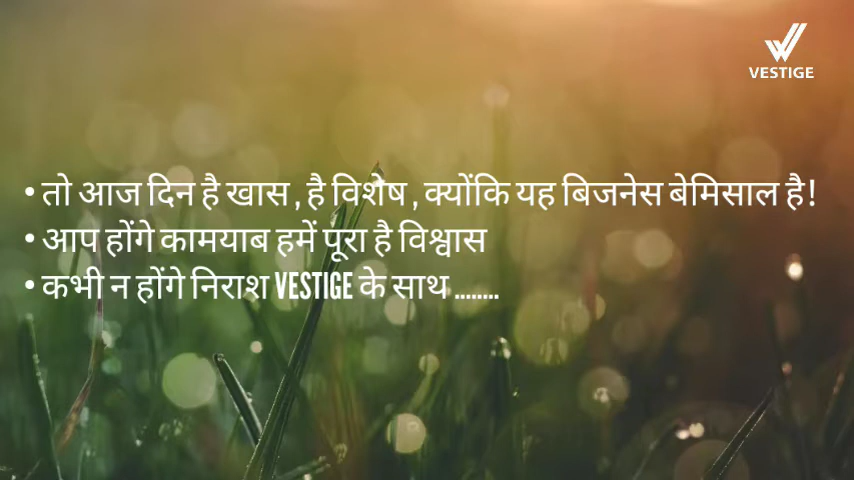 VESTIGE
• तो आज दिन है खास , है विशेष , क्योंकि यह बिजनेस बेमिसाल है !
• आप होंगे कामयाब हमें पूरा है विश्वास
• कभी न होंगे निराश VESTIGE के साथ ........